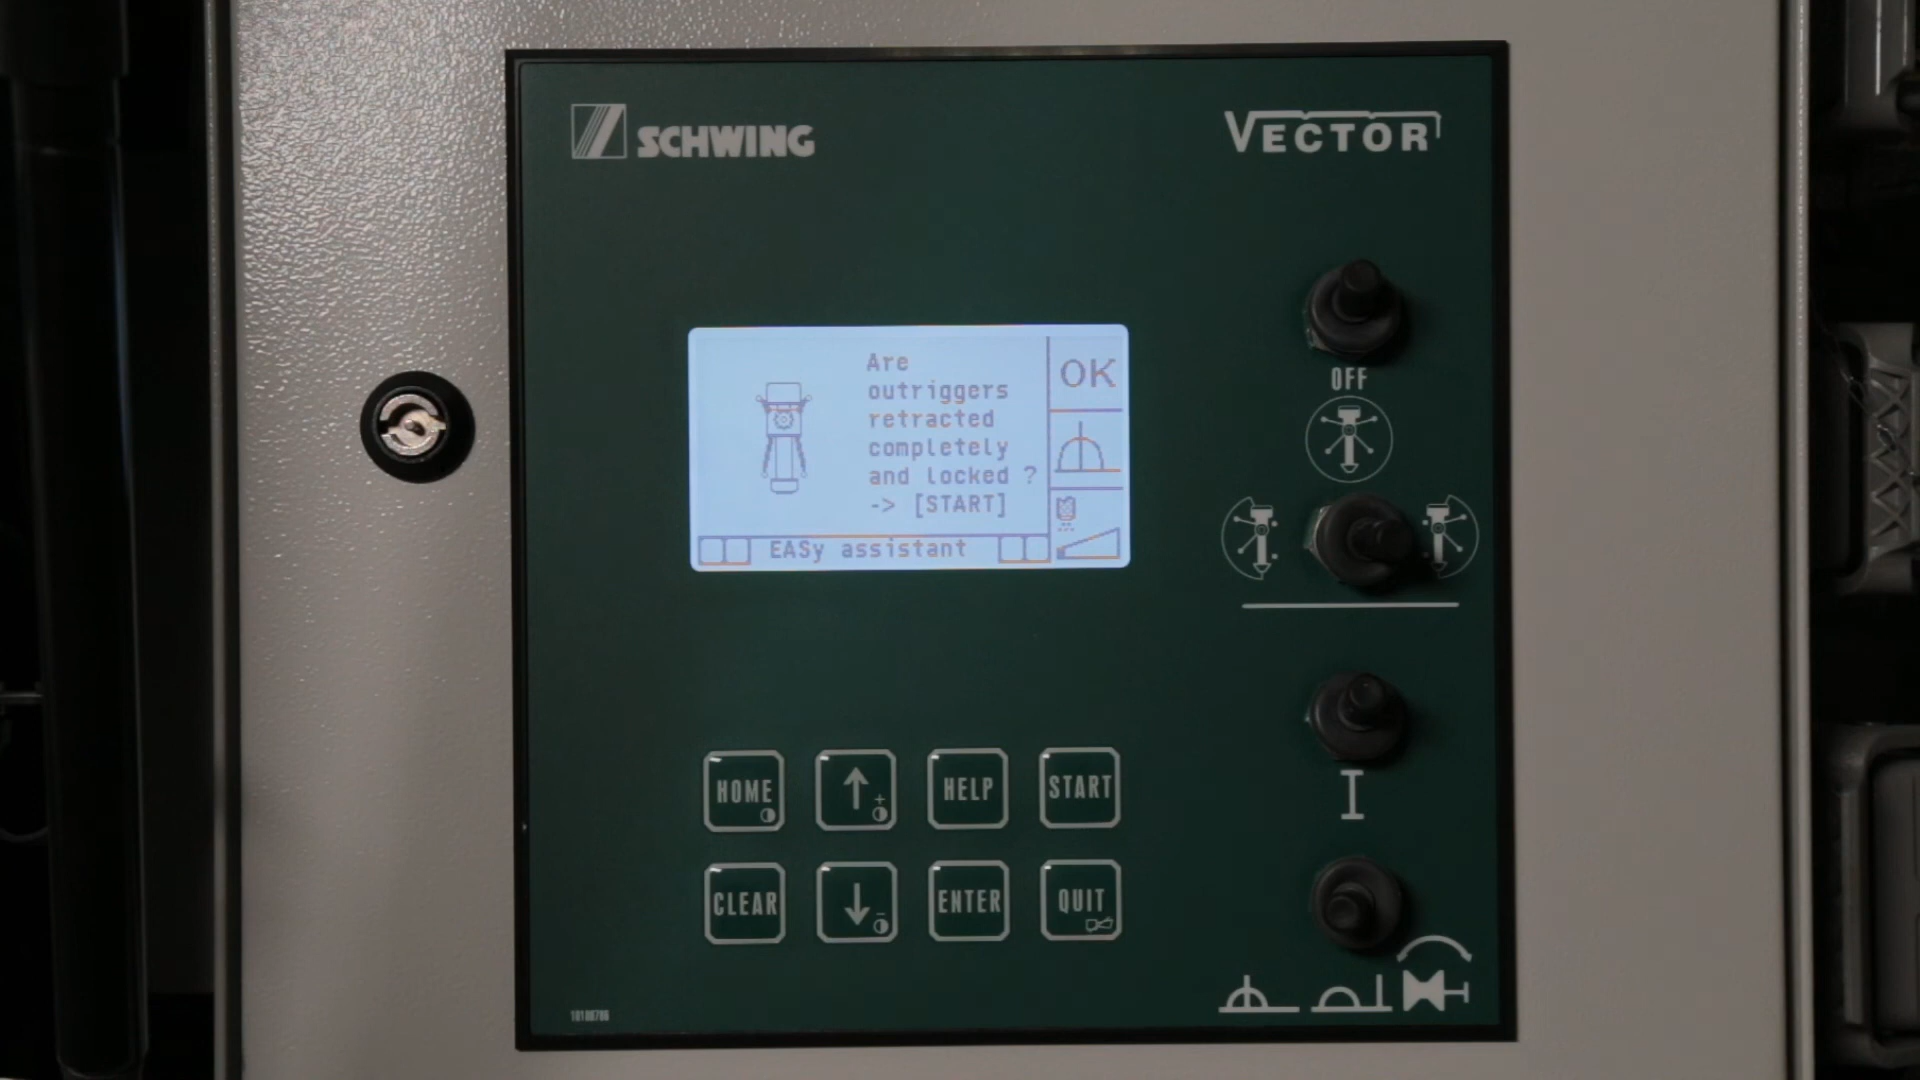 SCHWING
VECTOR
Are
outriggers
retracted
completely
and locked ?
-> [START]
OK
EASy assistant
OFF
I
HOME
HELP
START
CLEAR
ENTER
QUIT